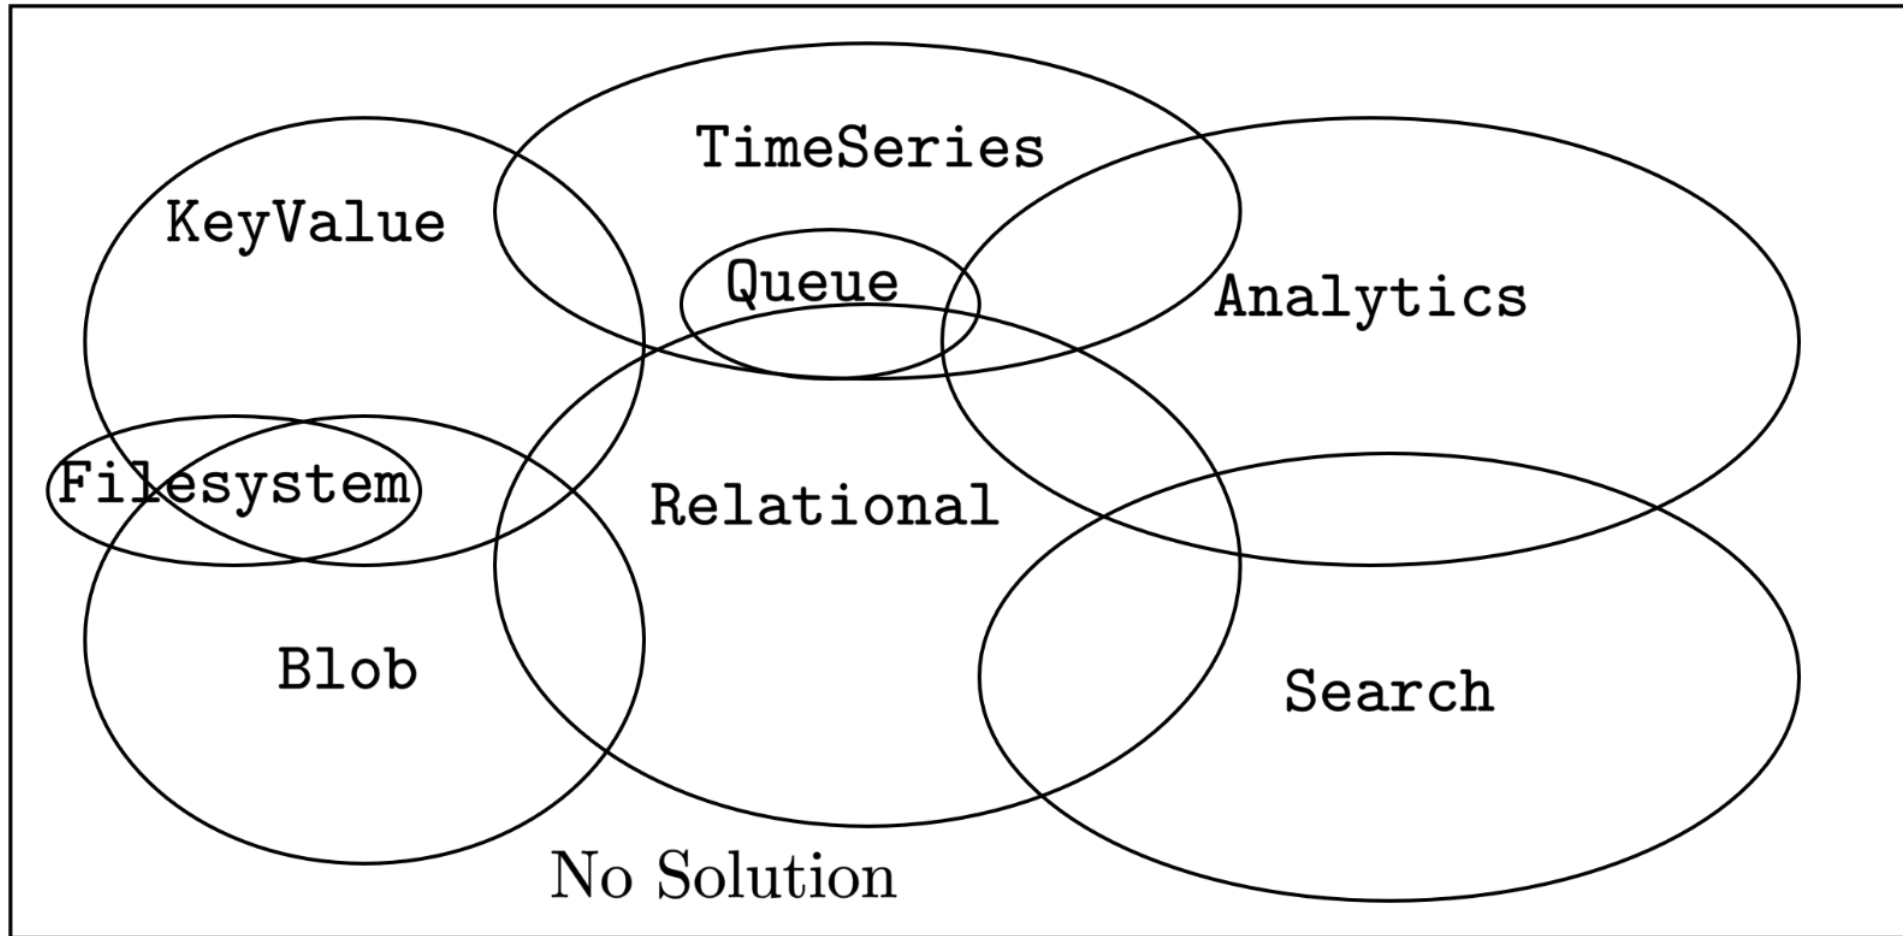 TimeSeries
KeyValue
Queue
Analytics
Filesystem
Relational
Blob
Search
No Solution